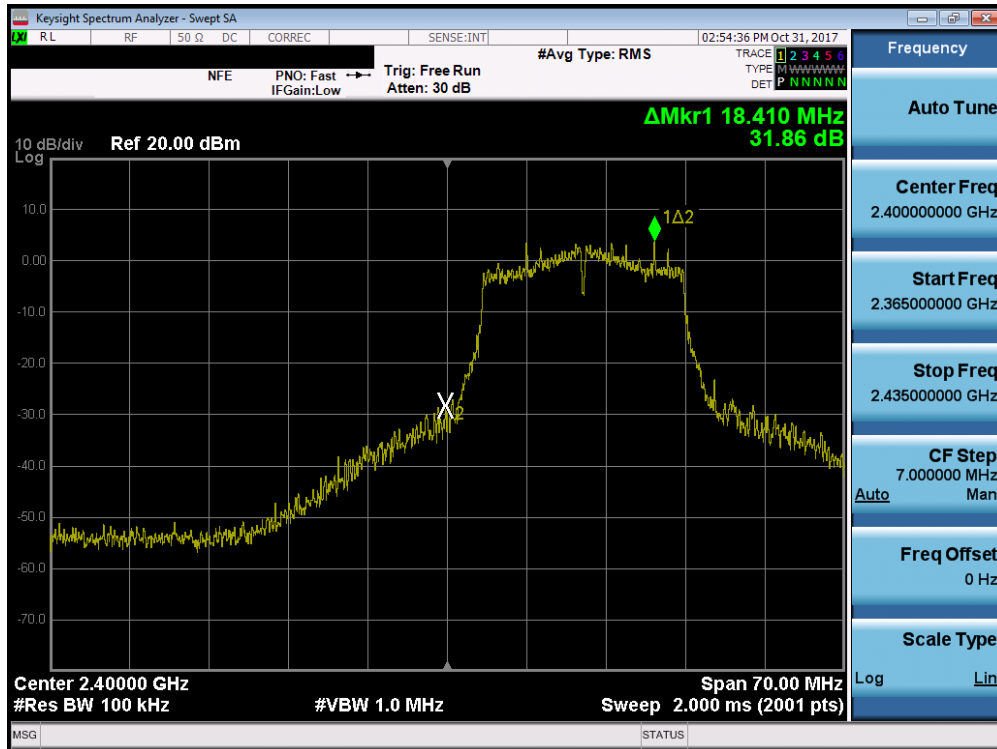 Keysight Spectrum Analyzer - Swept SA
LXI RL RF 50 Ω DC CORREC SENSE:INT 02:54:36 PM Oct 31, 2017
#Avg Type: RMS TRACE 1 2 3 4 5 6
NFE PNO: Fast Trig: Free Run TYPE M WWWWW
IFGain:Low Atten: 30 dB DET P N N N N N
ΔMkr1 18.410 MHz
31.86 dB
10 dB/div Ref 20.00 dBm
Log
10.0
0.00
-10.0
-20.0
-30.0
-40.0
-50.0
-60.0
-70.0
1Δ2
X2
Center 2.40000 GHz Span 70.00 MHz
#Res BW 100 kHz #VBW 1.0 MHz Sweep 2.000 ms (2001 pts)
MSG STATUS
Frequency
Auto Tune
Center Freq
2.400000000 GHz
Start Freq
2.365000000 GHz
Stop Freq
2.435000000 GHz
CF Step
7.000000 MHz
Auto Man
Freq Offset
0 Hz
Scale Type
Log Lin